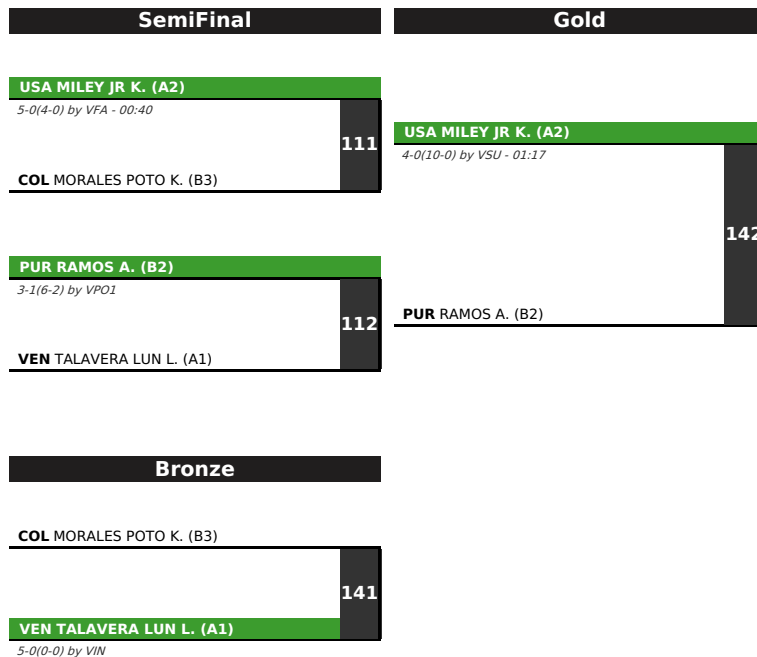 SemiFinal
USA MILEY JR K. (A2)
5-0(4-0) by VFA - 00:40
111
COL MORALES POTO K. (B3)
PUR RAMOS A. (B2)
3-1(6-2) by VPO1
112
VEN TALAVERA LUN L. (A1)
Gold
USA MILEY JR K. (A2)
4-0(10-0) by VSU - 01:17
142
PUR RAMOS A. (B2)
Bronze
COL MORALES POTO K. (B3)
141
VEN TALAVERA LUN L. (A1)
5-0(0-0) by VIN